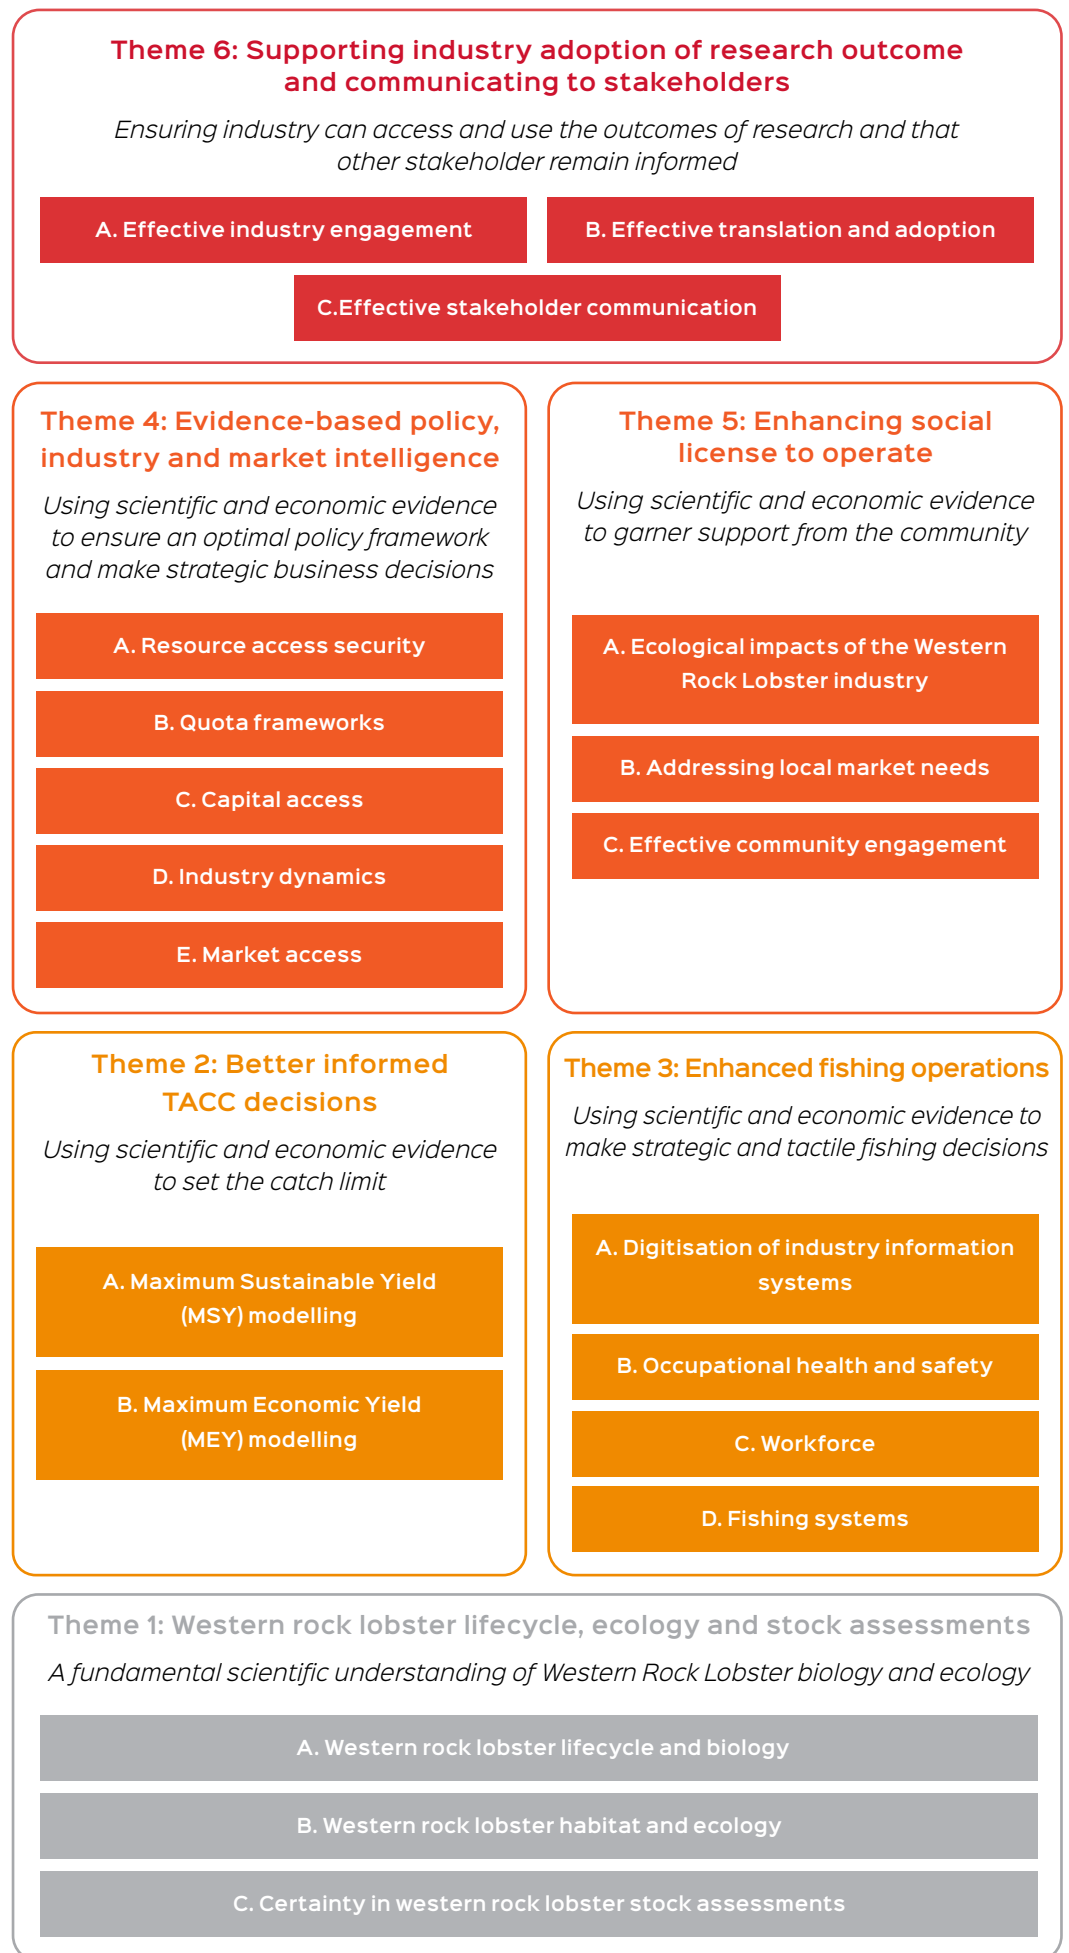 Theme 6: Supporting industry adoption of research outcome
and communicating to stakeholders
Ensuring industry can access and use the outcomes of research and that
other stakeholder remain informed
A. Effective industry engagement
B. Effective translation and adoption
C.Effective stakeholder communication
Theme 4: Evidence-based policy,
industry and market intelligence
Using scientific and economic evidence
to ensure an optimal policy framework
and make strategic business decisions
A. Resource access security
B. Quota frameworks
C. Capital access
D. Industry dynamics
E. Market access
Theme 5: Enhancing social
license to operate
Using scientific and economic evidence
to garner support from the community
A. Ecological impacts of the Western
Rock Lobster industry
B. Addressing local market needs
C. Effective community engagement
Theme 2: Better informed
TACC decisions
Using scientific and economic evidence
to set the catch limit
A. Maximum Sustainable Yield
(MSY) modelling
B. Maximum Economic Yield
(MEY) modelling
Theme 3: Enhanced fishing operations
Using scientific and economic evidence to
make strategic and tactile fishing decisions
A. Digitisation of industry information
systems
B. Occupational health and safety
C. Workforce
D. Fishing systems
Theme 1: Western rock lobster lifecycle, ecology and stock assessments
A fundamental scientific understanding of Western Rock Lobster biology and ecology
A. Western rock lobster lifecycle and biology
B. Western rock lobster habitat and ecology
C. Certainty in western rock lobster stock assessments